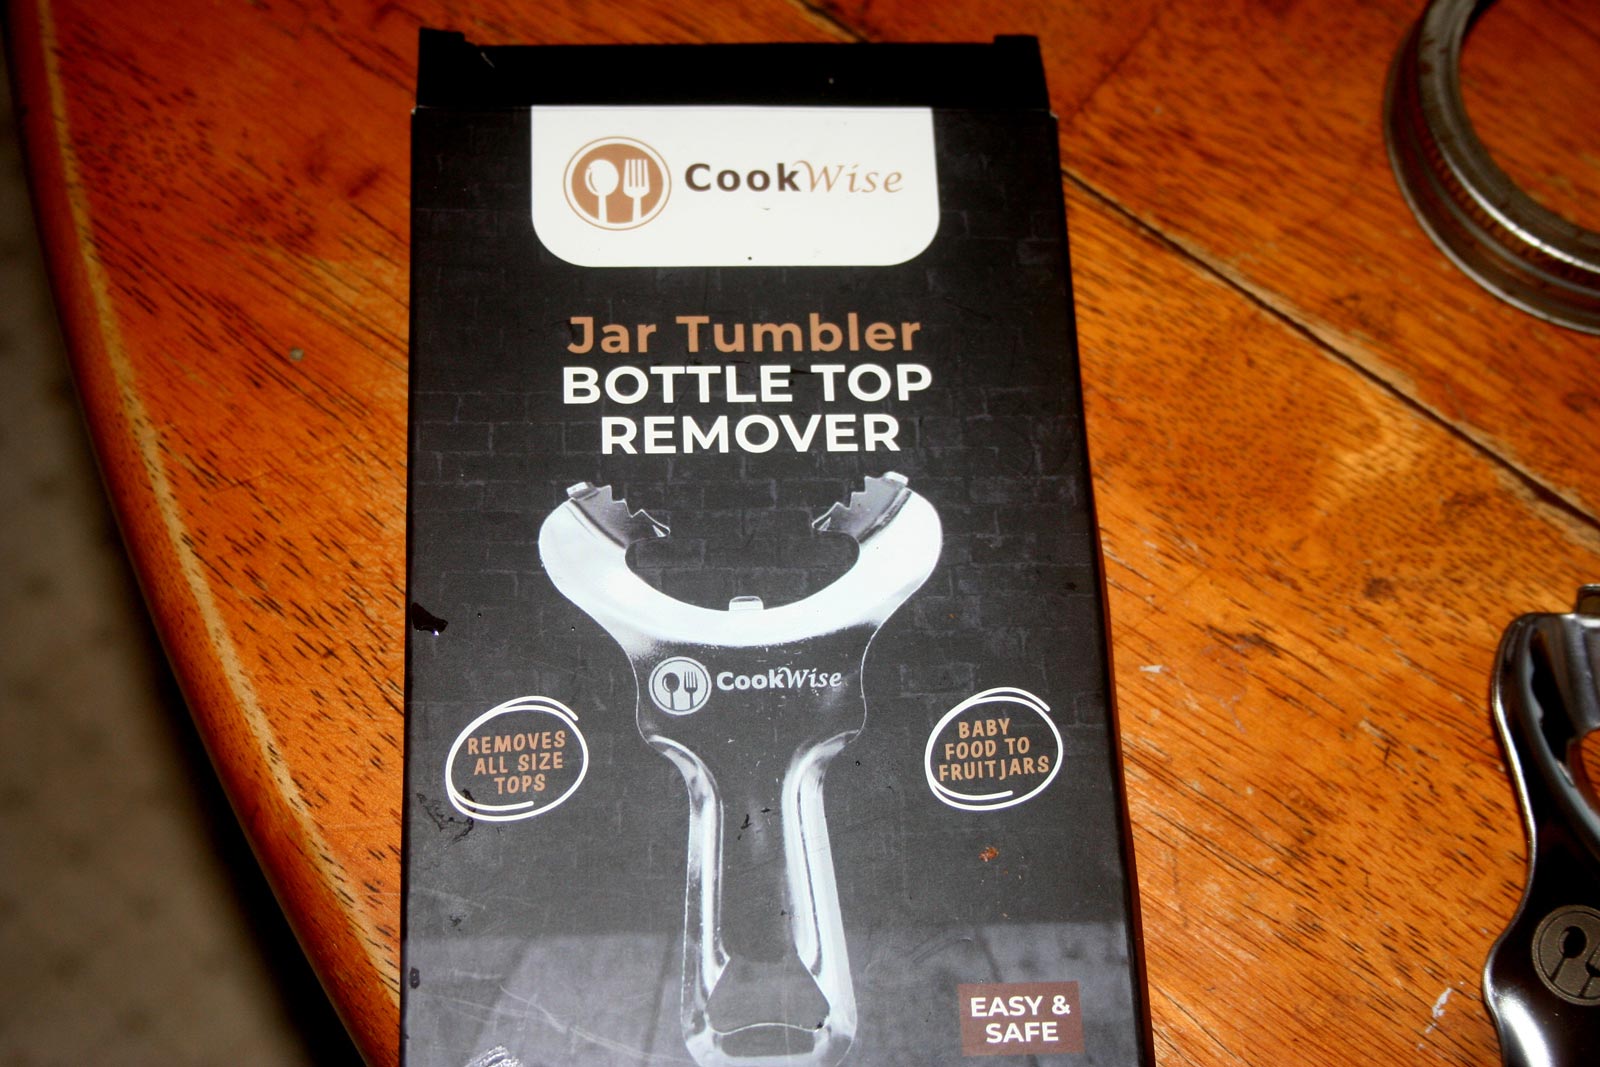 CookWise
Jar Tumbler
BOTTLE TOP
REMOVER
CookWise
REMOVES
ALL SIZE
TOPS
BABY
FOOD TO
FRUITJARS
EASY &
SAFE